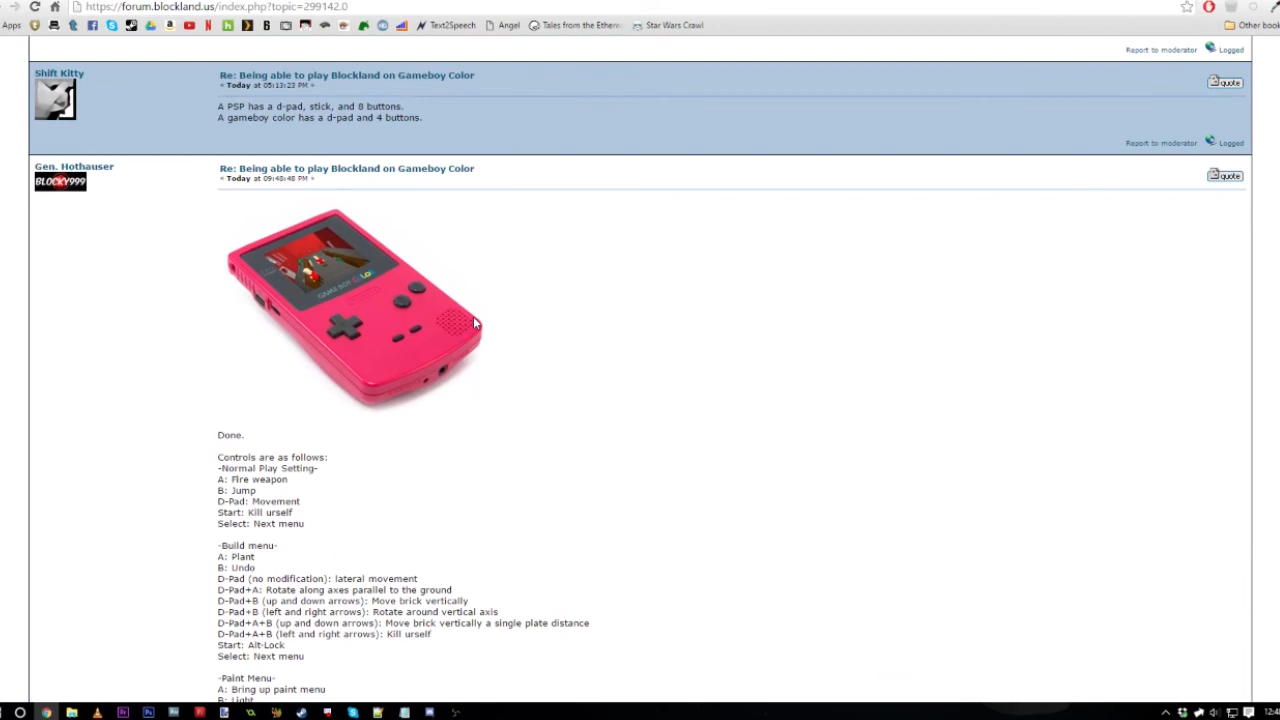 https://forum.blockland.us/index.php?topic=299142.0
Apps
Text2Speech
Angel
Tales from the Ether
Star Wars Crawl
Other book
Report to moderator Logged
Shift Kitty
Re: Being able to play Blockland on Gameboy Color
« Today at 05:13:23 PM »
quote
A PSP has a d-pad, stick, and 8 buttons.
A gameboy color has a d-pad and 4 buttons.
Report to moderator Logged
Gen. Hothauser
BLOCKY999
Re: Being able to play Blockland on Gameboy Color
« Today at 09:48:48 PM »
quote
GAME BOY COLOR
Done.
Controls are as follows:
-Normal Play Setting-
A: Fire weapon
B: Jump
D-Pad: Movement
Start: Kill urself
Select: Next menu
-Build menu-
A: Plant
B: Undo
D-Pad (no modification): lateral movement
D-Pad+A: Rotate along axes parallel to the ground
D-Pad+B (up and down arrows): Move brick vertically
D-Pad+B (left and right arrows): Rotate around vertical axis
D-Pad+A+B (up and down arrows): Move brick vertically a single plate distance
D-Pad+A+B (left and right arrows): Kill urself
Start: Alt-Lock
Select: Next menu
-Paint Menu-
A: Bring up paint menu
B: Light